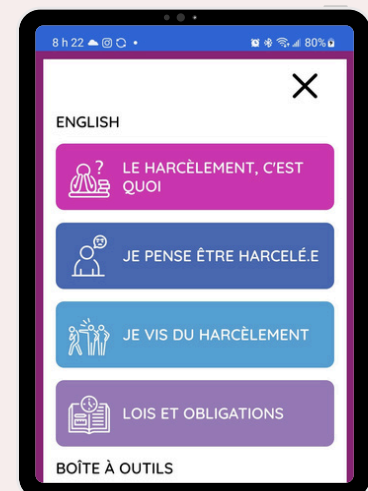 8 h 22
80%
ENGLISH
?
LE HARCÈLEMENT, C'EST
QUOI
JE PENSE ÊTRE HARCELÉ.E
JE VIS DU HARCÈLEMENT
LOIS ET OBLIGATIONS
BOÎTE À OUTILS